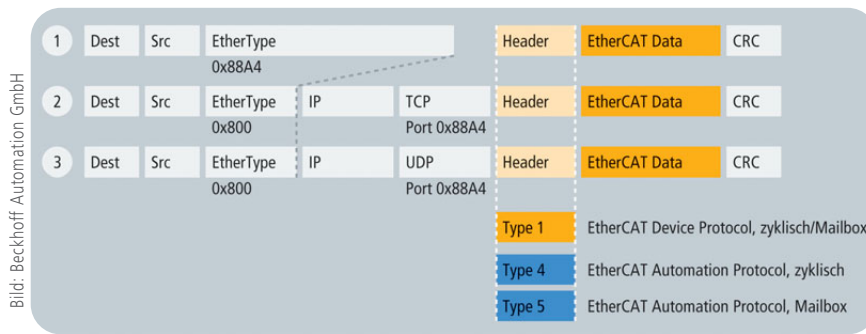 1 Dest Src EtherType Header EtherCAT Data CRC
0x88A4
2 Dest Src EtherType IP TCP Header EtherCAT Data CRC
0x800 Port 0x88A4
3 Dest Src EtherType IP UDP Header EtherCAT Data CRC
0x800 Port 0x88A4
Type 1 EtherCAT Device Protocol, zyklisch/Mailbox
Type 4 EtherCAT Automation Protocol, zyklisch
Type 5 EtherCAT Automation Protocol, Mailbox
Bild: Beckhoff Automation GmbH